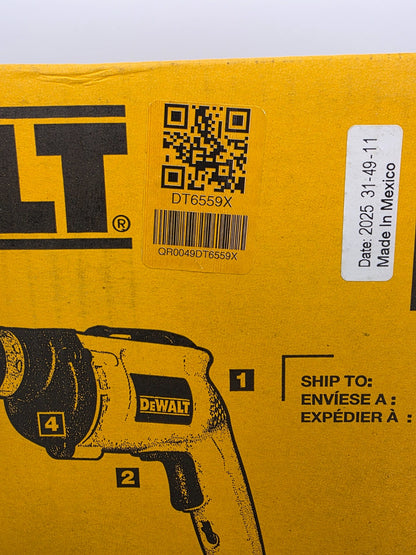 LT®
DT6559X
QR0049DT6559X
Date: 2025 31-49-11
Made In Mexico
DEWALT
1
4
2
SHIP TO:
ENVÍESE A :
EXPÉDIER À :